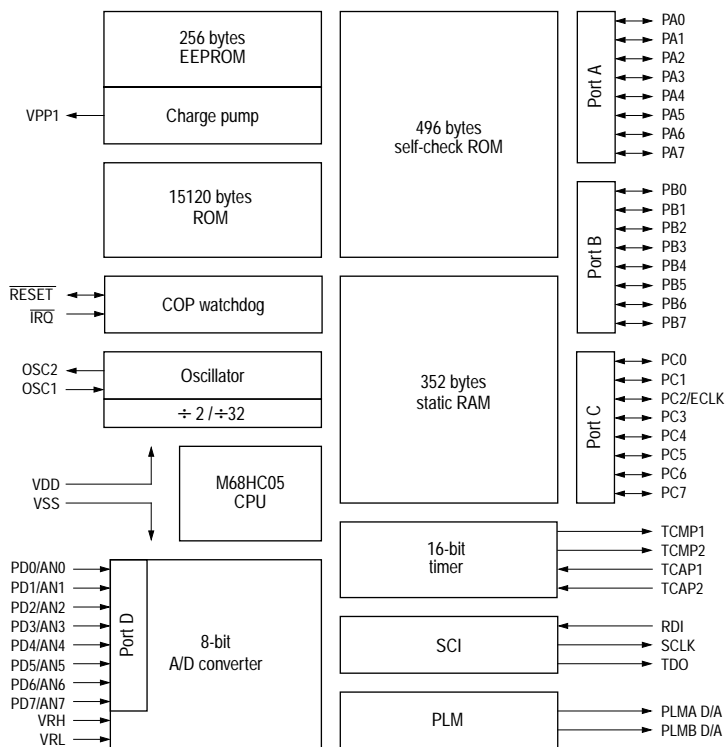 256 bytes
EEPROM
VPP1
Charge pump
15120 bytes
ROM
RESET
IRQ
COP watchdog
OSC2
OSC1
Oscillator
÷ 2 / ÷32
VDD
VSS
M68HC05
CPU
PD0/AN0
PD1/AN1
PD2/AN2
PD3/AN3
PD4/AN4
PD5/AN5
PD6/AN6
PD7/AN7
VRH
VRL
Port D
8-bit
A/D converter
496 bytes
self-check ROM
352 bytes
static RAM
16-bit
timer
SCI
PLM
Port A
PA0
PA1
PA2
PA3
PA4
PA5
PA6
PA7
Port B
PB0
PB1
PB2
PB3
PB4
PB5
PB6
PB7
Port C
PC0
PC1
PC2/ECLK
PC3
PC4
PC5
PC6
PC7
TCMP1
TCMP2
TCAP1
TCAP2
RDI
SCLK
TDO
PLMA D/A
PLMB D/A